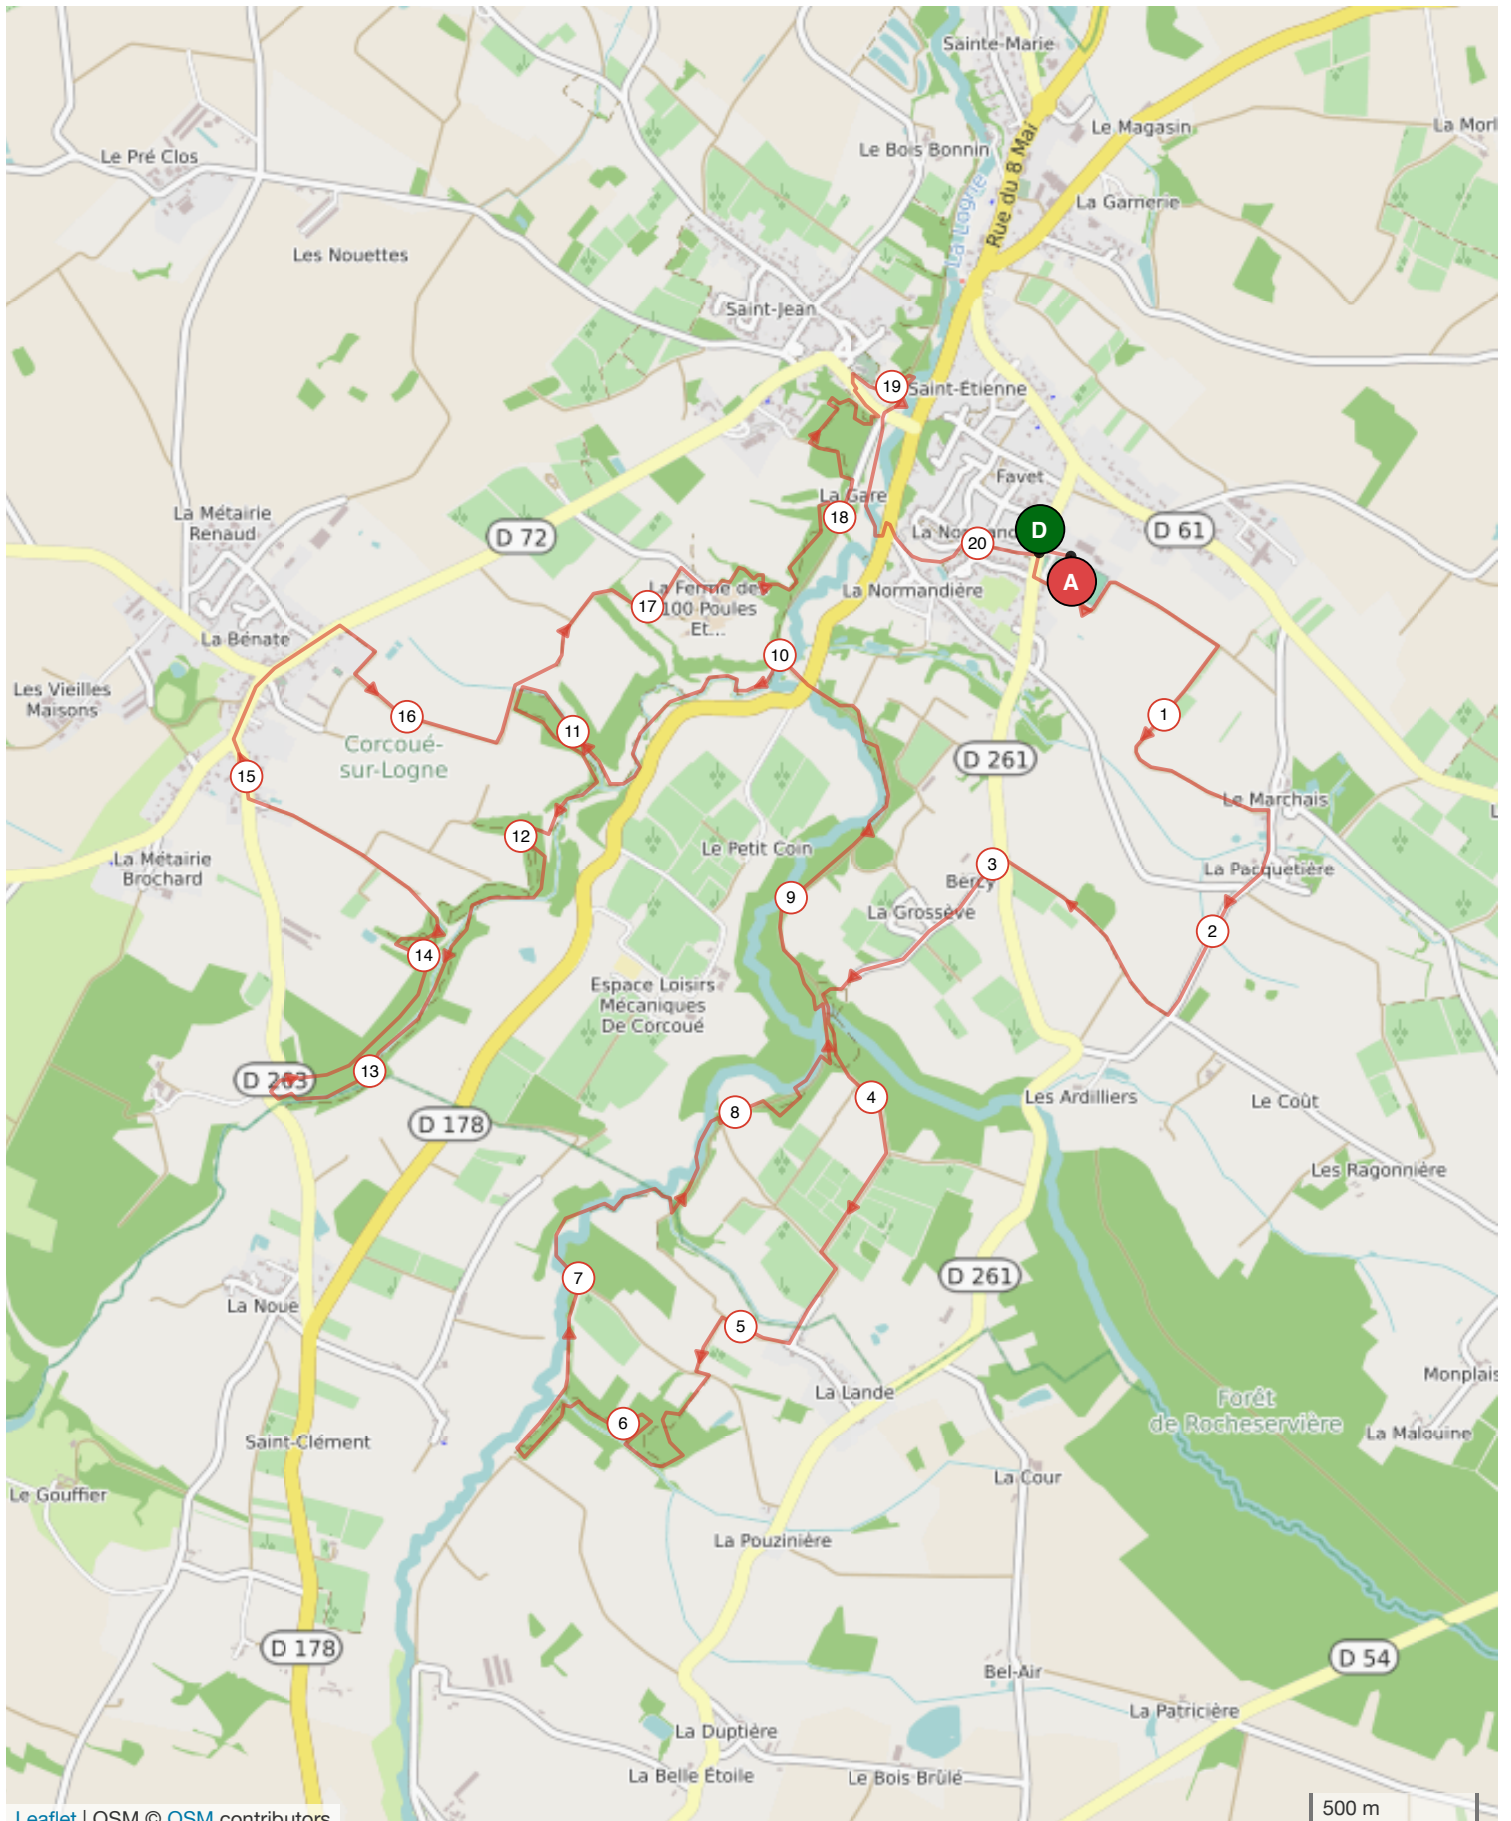 Sainte-Marie
Le Magasin
La Morl
Le Bois Bonnin
Le Pré Clos
Rue du 8 Mai
La Garnerie
La Logne
Les Nouettes
Saint-Jean
19
Saint-Étienne
Favet
La Gare
La Métairie
Renaud
18
D 72
D
D 61
20
A
La Ferme des
100 Poules
Et...
17
La Normandière
La Bénate
10
Les Vieilles
Maisons
16
1
11
Corcoué-
sur-Logne
D 261
15
Le Marchais
12
Le Petit Coin
La Métairie
Brochard
3
La Pacquetière
Bercy
9
La Grossève
2
14
Espace Loisirs
Mécaniques
De Corcoué
13
D 263
4
Les Ardilliers
Le Coût
8
D 178
Les Ragonnière
7
D 261
La Noue
5
Monplais
La Lande
Forêt
de Rocheservière
6
La Malouine
Saint-Clément
La Cour
Le Gouffier
La Pouzinière
D 178
D 54
Bel-Air
La Patricière
La Duptière
La Belle Étoile
Le Bois Brûlé
500 m
Leaflet | OSM © OSM contributors